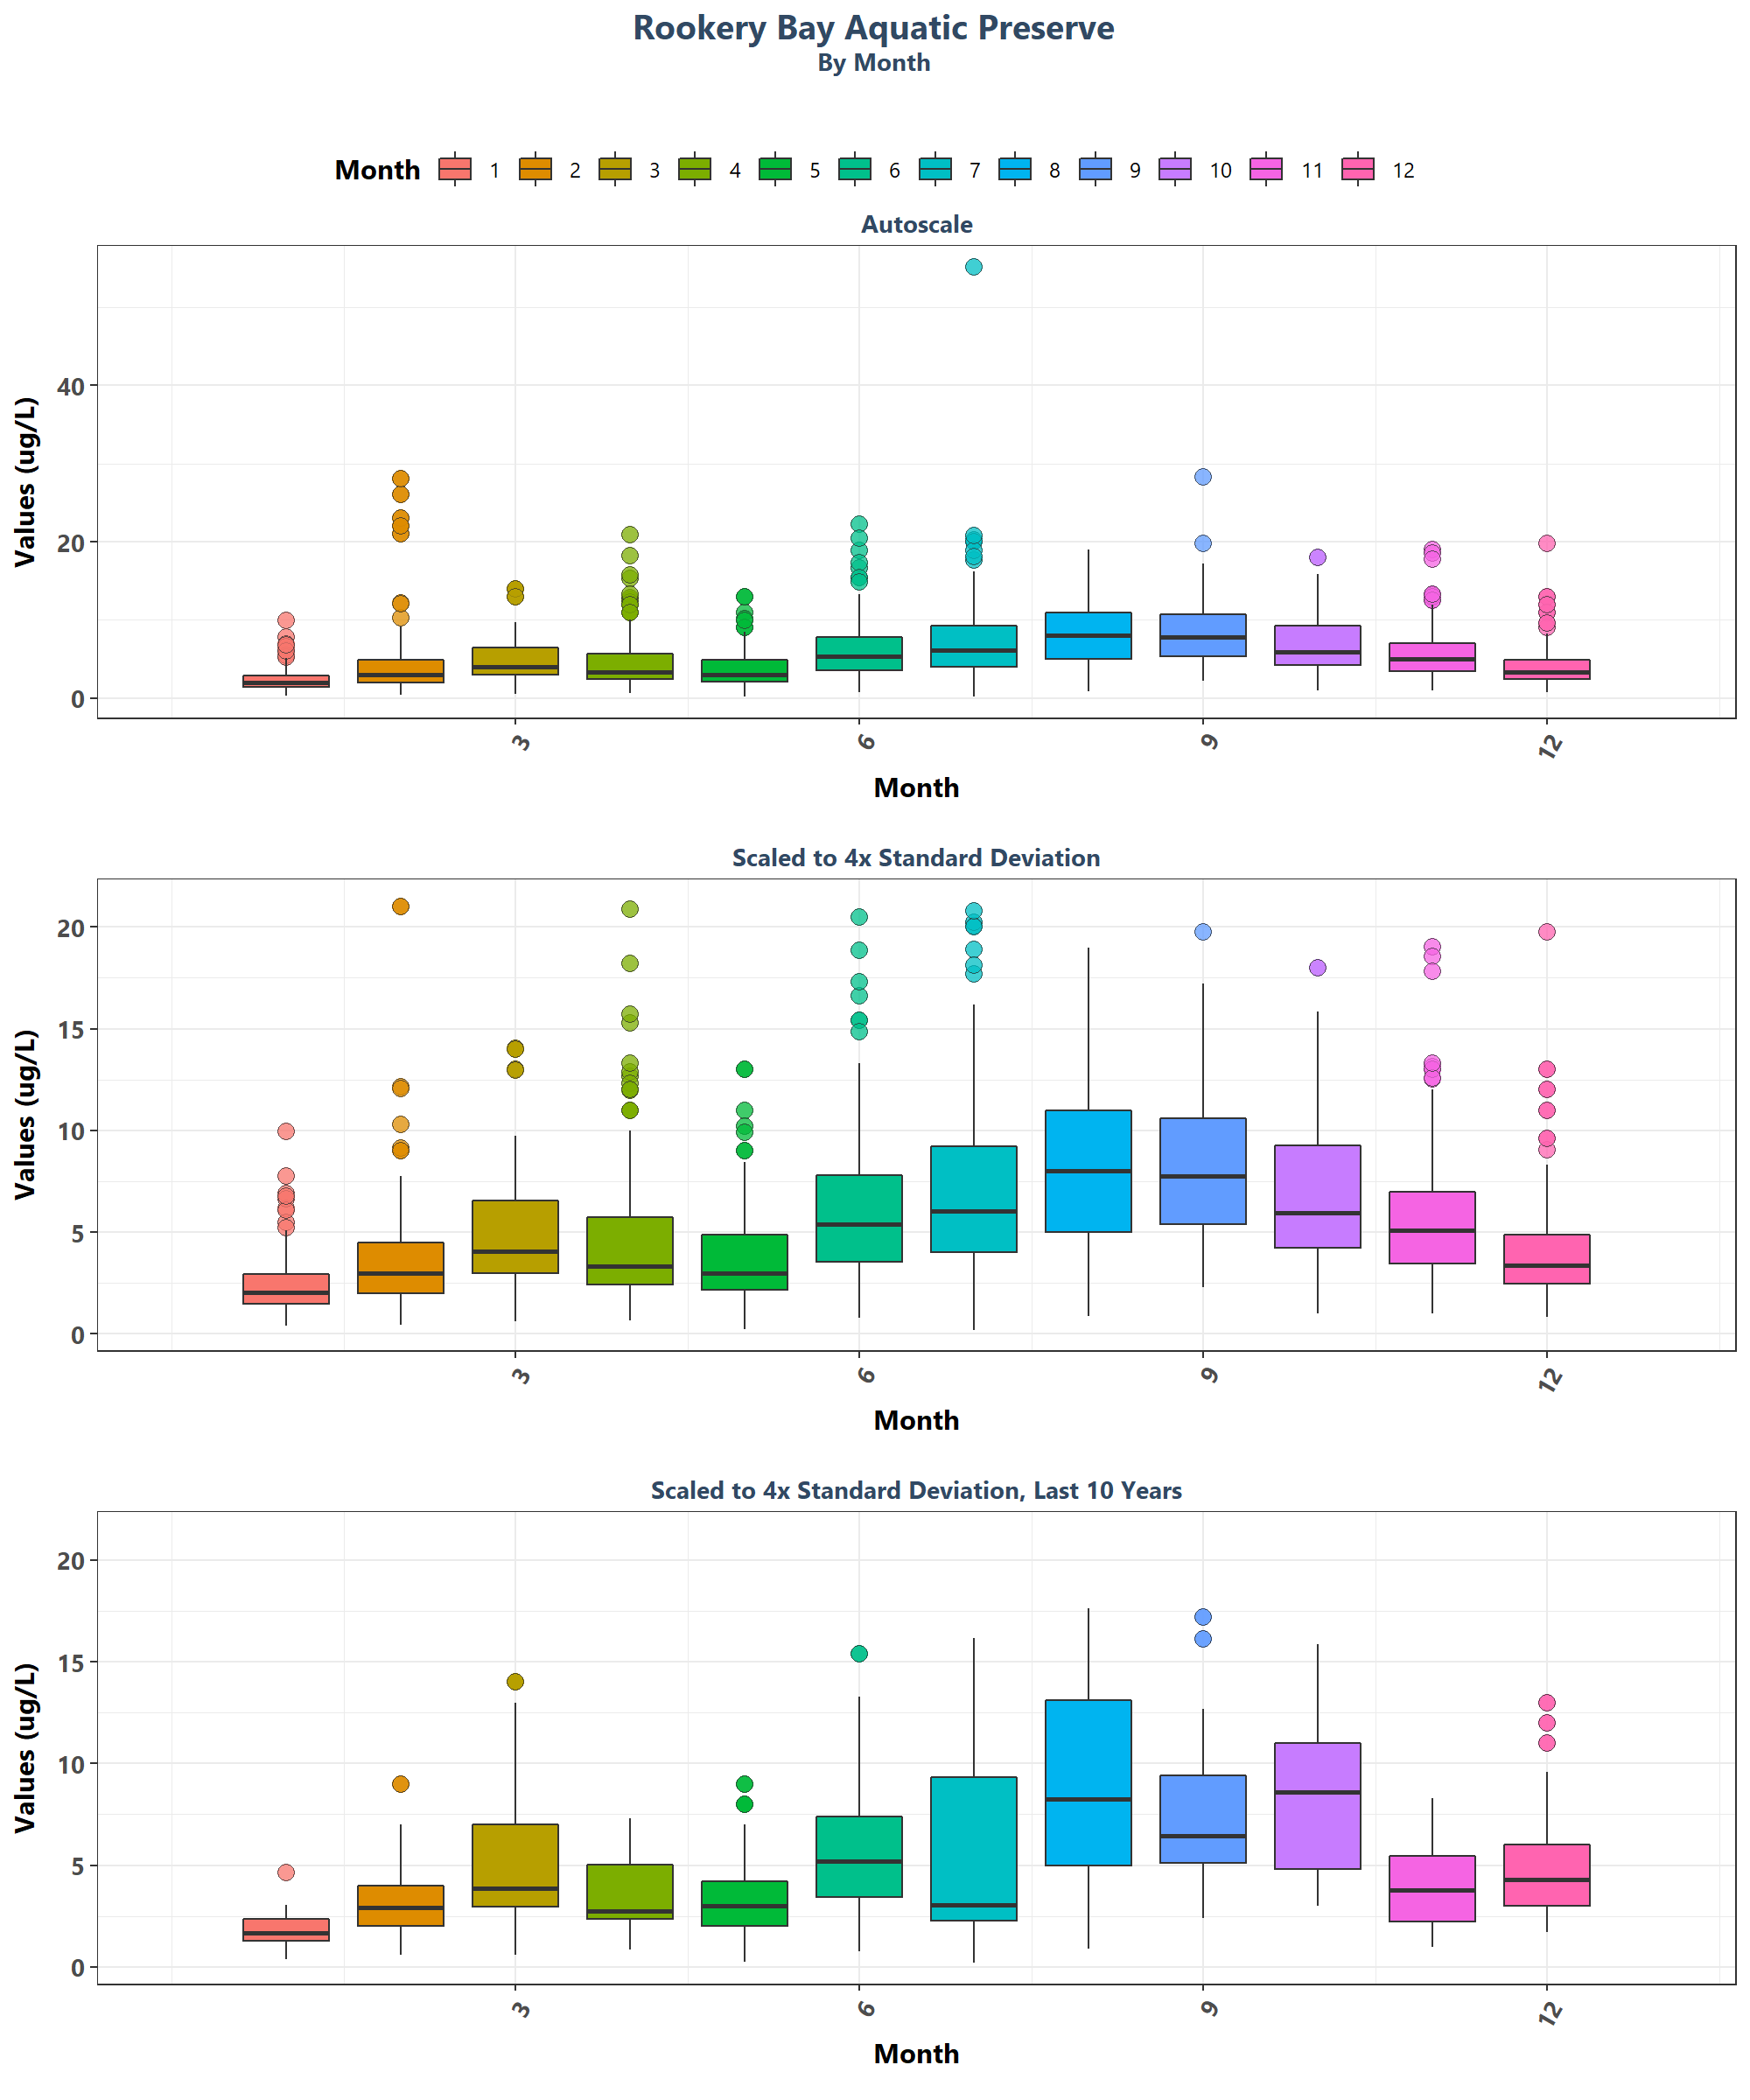 Rookery Bay Aquatic Preserve
By Month
Month 1 2 3 4 5 6 7 8 9 10 11 12
Autoscale
Values (ug/L)
40
20
0
3 6 9 12
Month
Scaled to 4x Standard Deviation
Values (ug/L)
20
15
10
5
0
3 6 9 12
Month
Scaled to 4x Standard Deviation, Last 10 Years
Values (ug/L)
20
15
10
5
0
3 6 9 12
Month